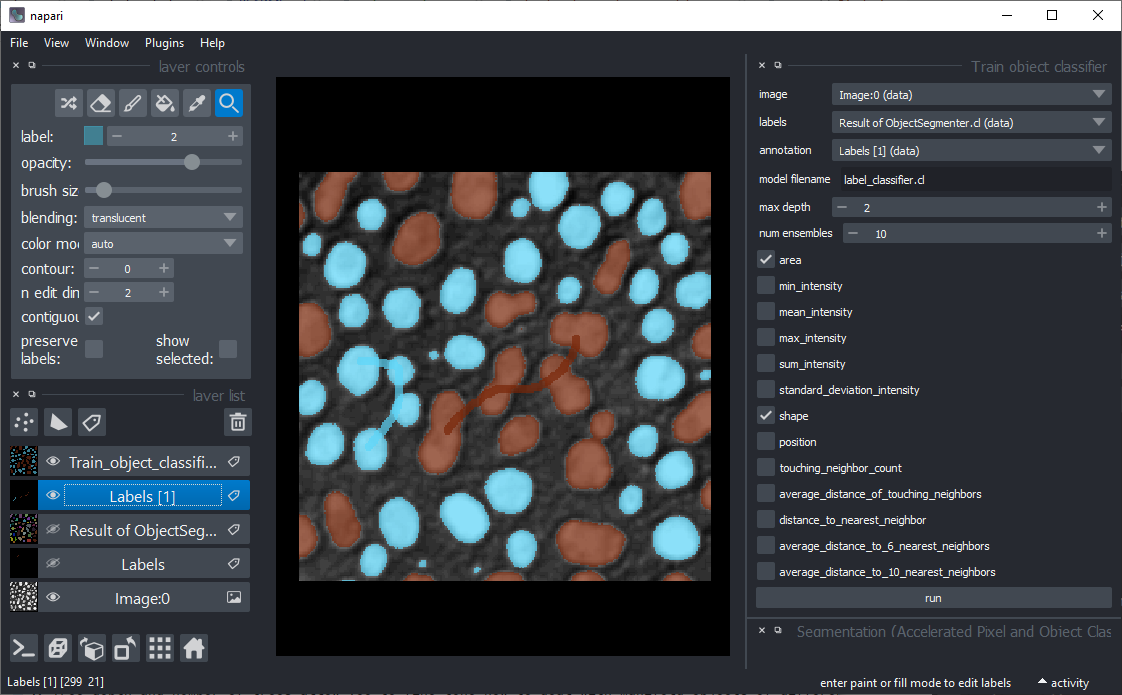 napari
File View Window Plugins Help
layer controls
label: 2
opacity:
brush siz
blending: translucent
color mo auto
contour: 0
n edit din 2
contiguou
preserve labels:
show selected:
layer list
Train_object_classifi...
Labels [1]
Result of ObjectSeg...
Labels
Image:0
Labels [1] [299 21]
Train object classifier
image Image:0 (data)
labels Result of ObjectSegmenter.cl (data)
annotation Labels [1] (data)
model filename label_classifier.cl
max depth 2
num ensembles 10
area
min_intensity
mean_intensity
max_intensity
sum_intensity
standard_deviation_intensity
shape
position
touching_neighbor_count
average_distance_of_touching_neighbors
distance_to_nearest_neighbor
average_distance_to_6_nearest_neighbors
average_distance_to_10_nearest_neighbors
run
Segmentation (Accelerated Pixel and Object Clas
enter paint or fill mode to edit labels
activity